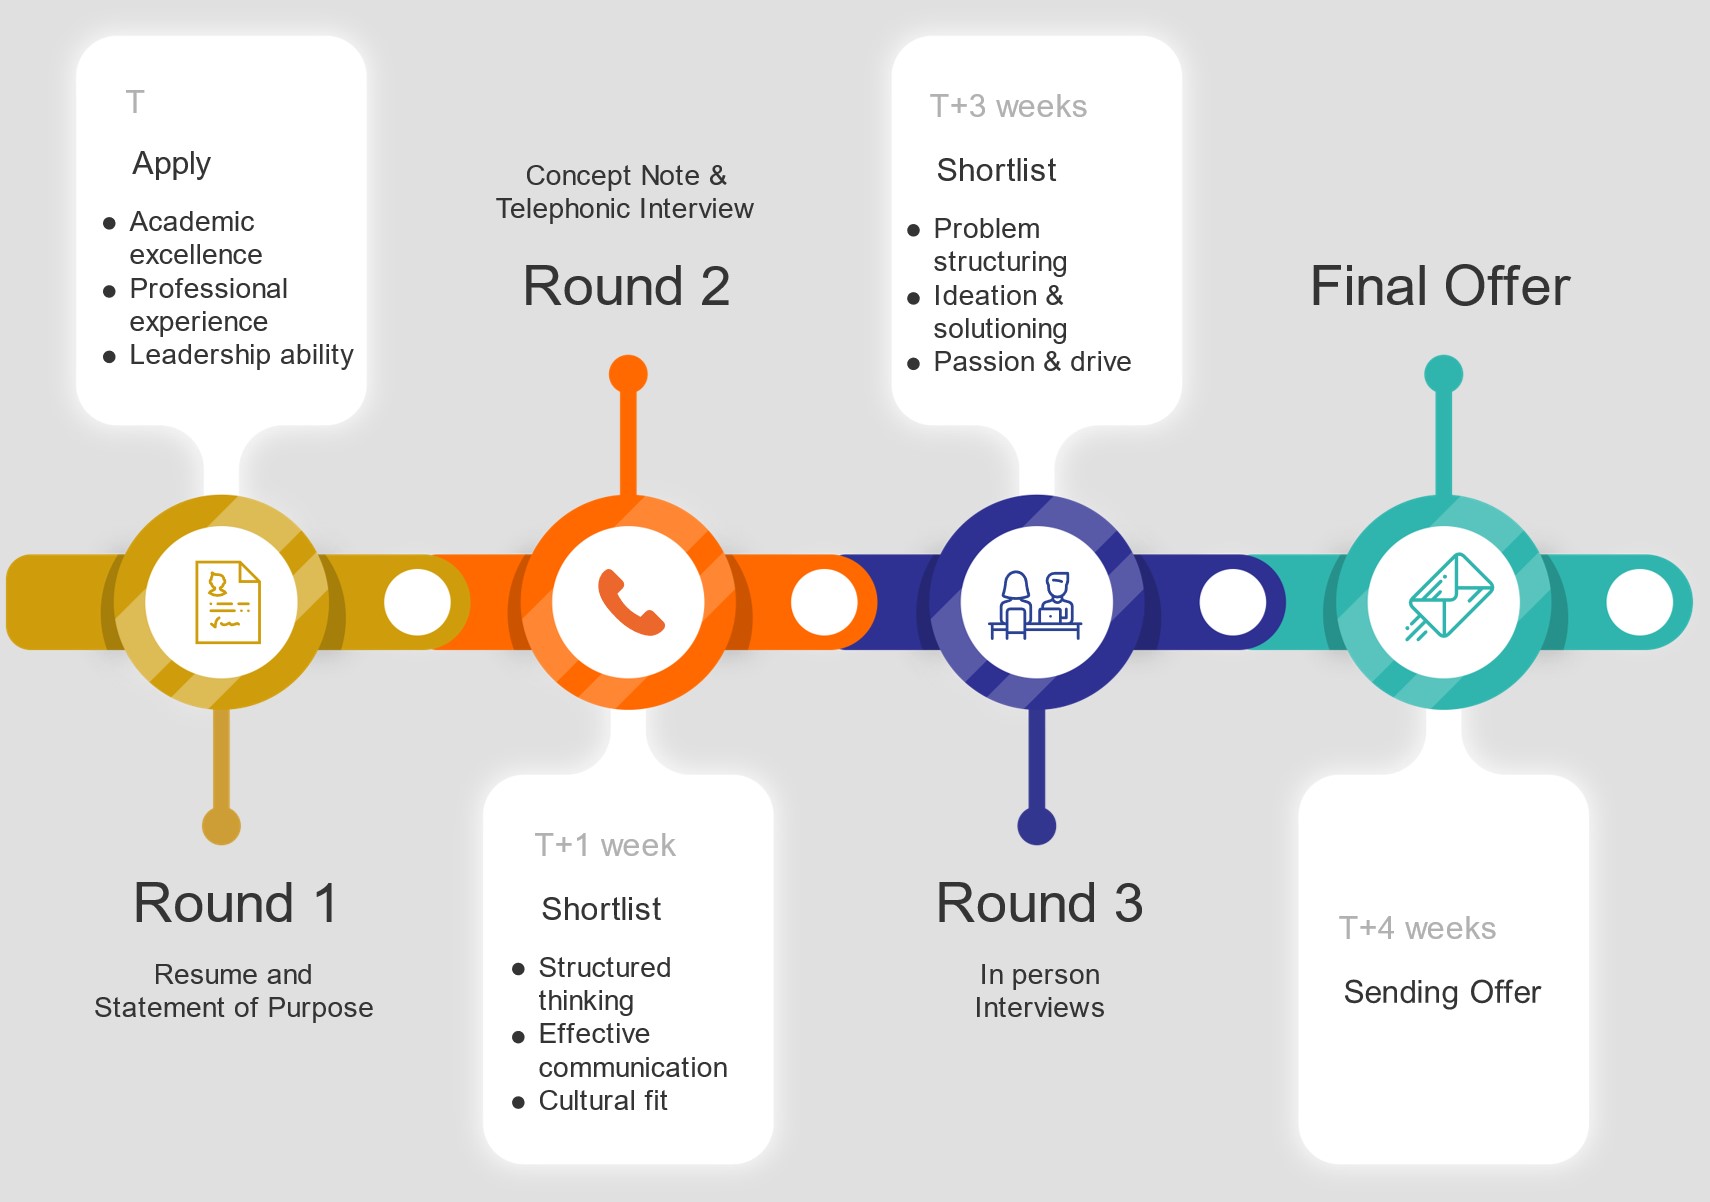 T
Apply
● Academic
excellence
● Professional
experience
● Leadership ability
Round 1
Resume and
Statement of Purpose
Concept Note &
Telephonic Interview
Round 2
T+1 week
Shortlist
● Structured
thinking
● Effective
communication
● Cultural fit
T+3 weeks
Shortlist
● Problem
structuring
● Ideation &
solutioning
● Passion & drive
Round 3
In person
Interviews
Final Offer
T+4 weeks
Sending Offer